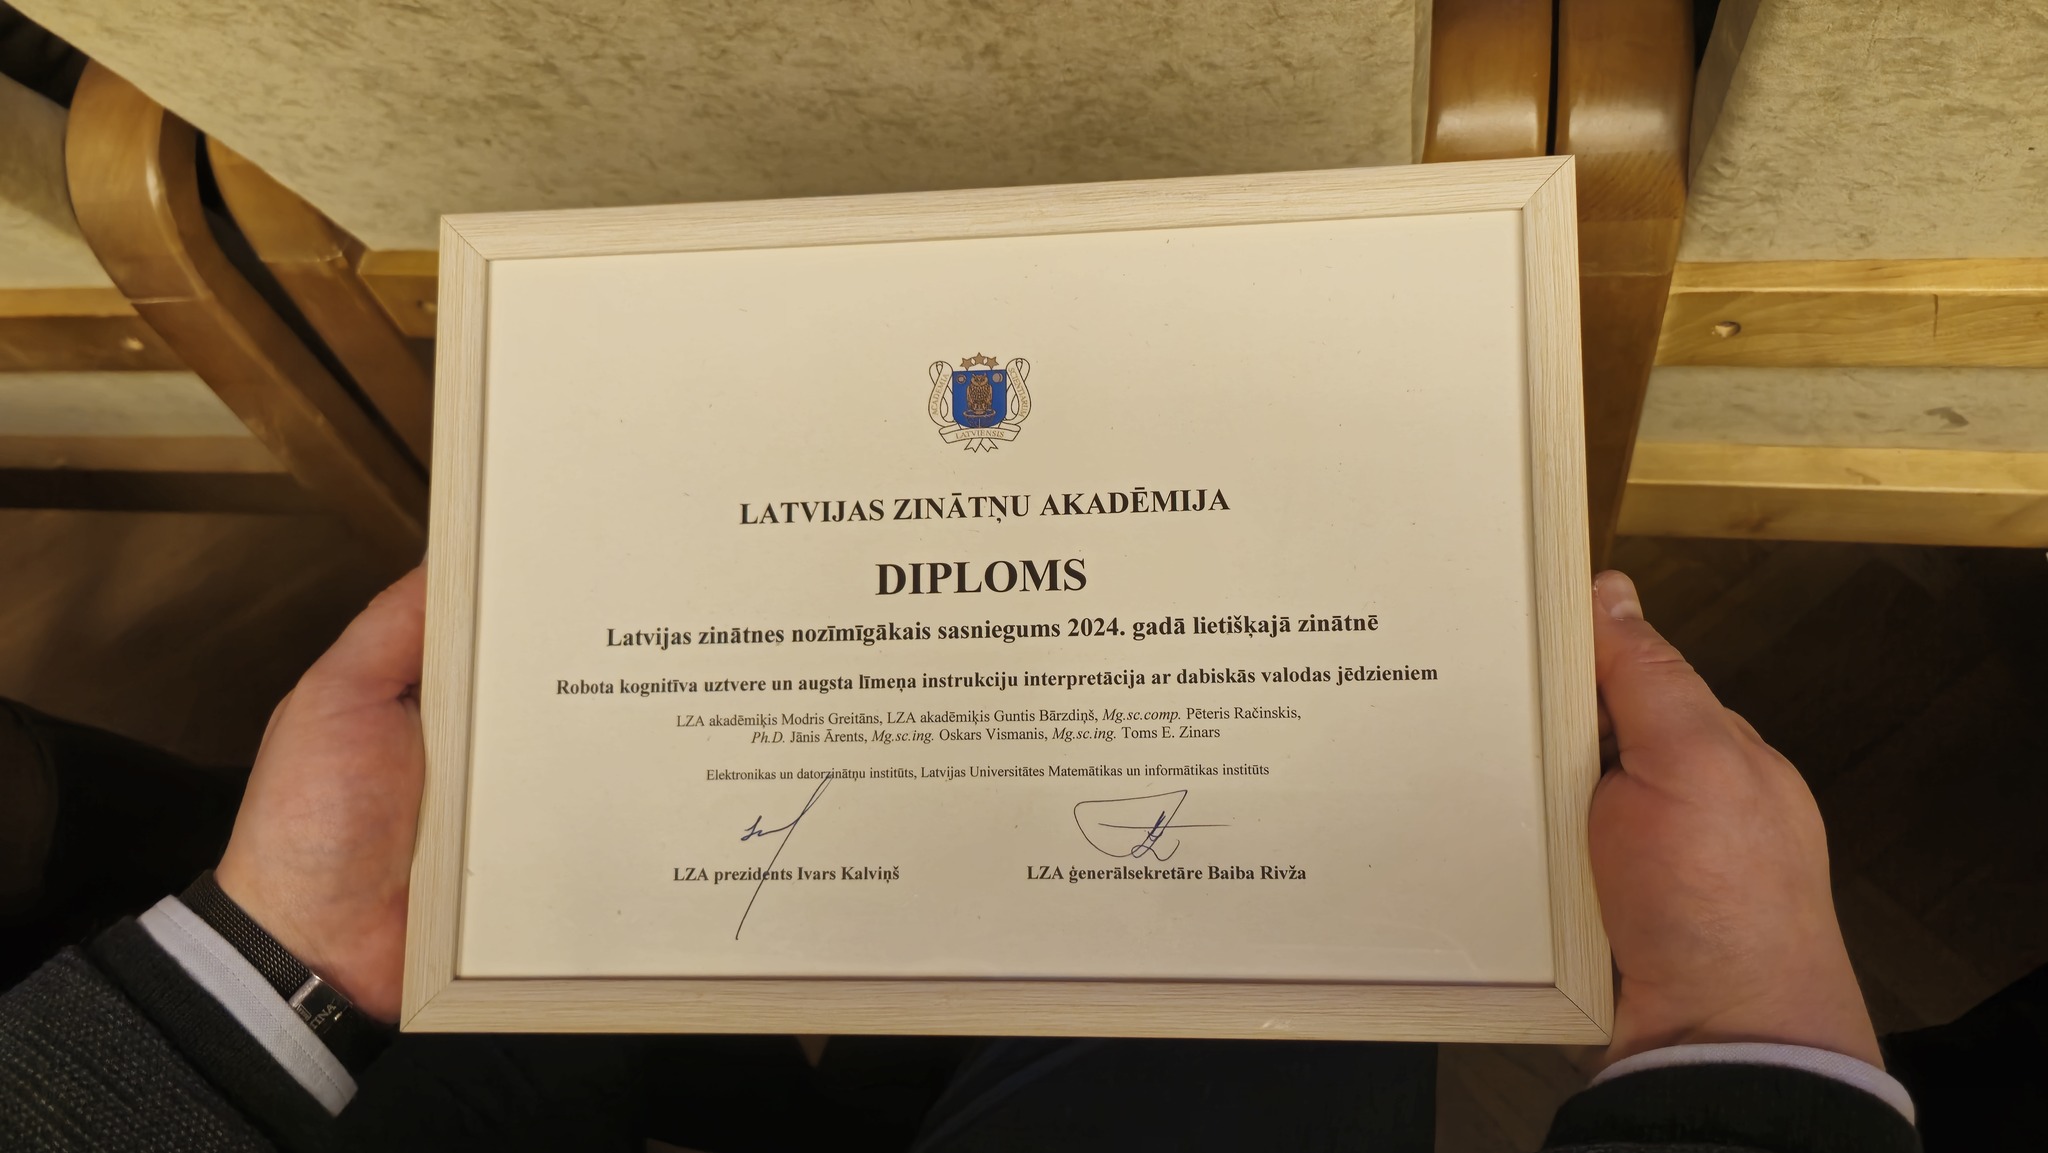 ACADEMIA SCIENTIARUM
LATVIENSIS
LATVIJAS ZINĀTŅU AKADĒMIJA
DIPLOMS
Latvijas zinātnes nozīmīgākais sasniegums 2024. gadā lietišķajā zinātnē
Robota kognitīva uztvere un augsta līmeņa instrukciju interpretācija ar dabiskās valodas jēdzieniem
LZA akadēmiķis Modris Greitāns, LZA akadēmiķis Guntis Bārzdiņš, Mg.sc.comp. Pēteris Račinskis,
Ph.D. Jānis Ārents, Mg.sc.ing. Oskars Vismanis, Mg.sc.ing. Toms E. Zinars
Elektronikas un datorzinātņu institūts, Latvijas Universitātes Matemātikas un informātikas institūts
LZA prezidents Ivars Kalviņš
LZA ģenerālsekretāre Baiba Rivža